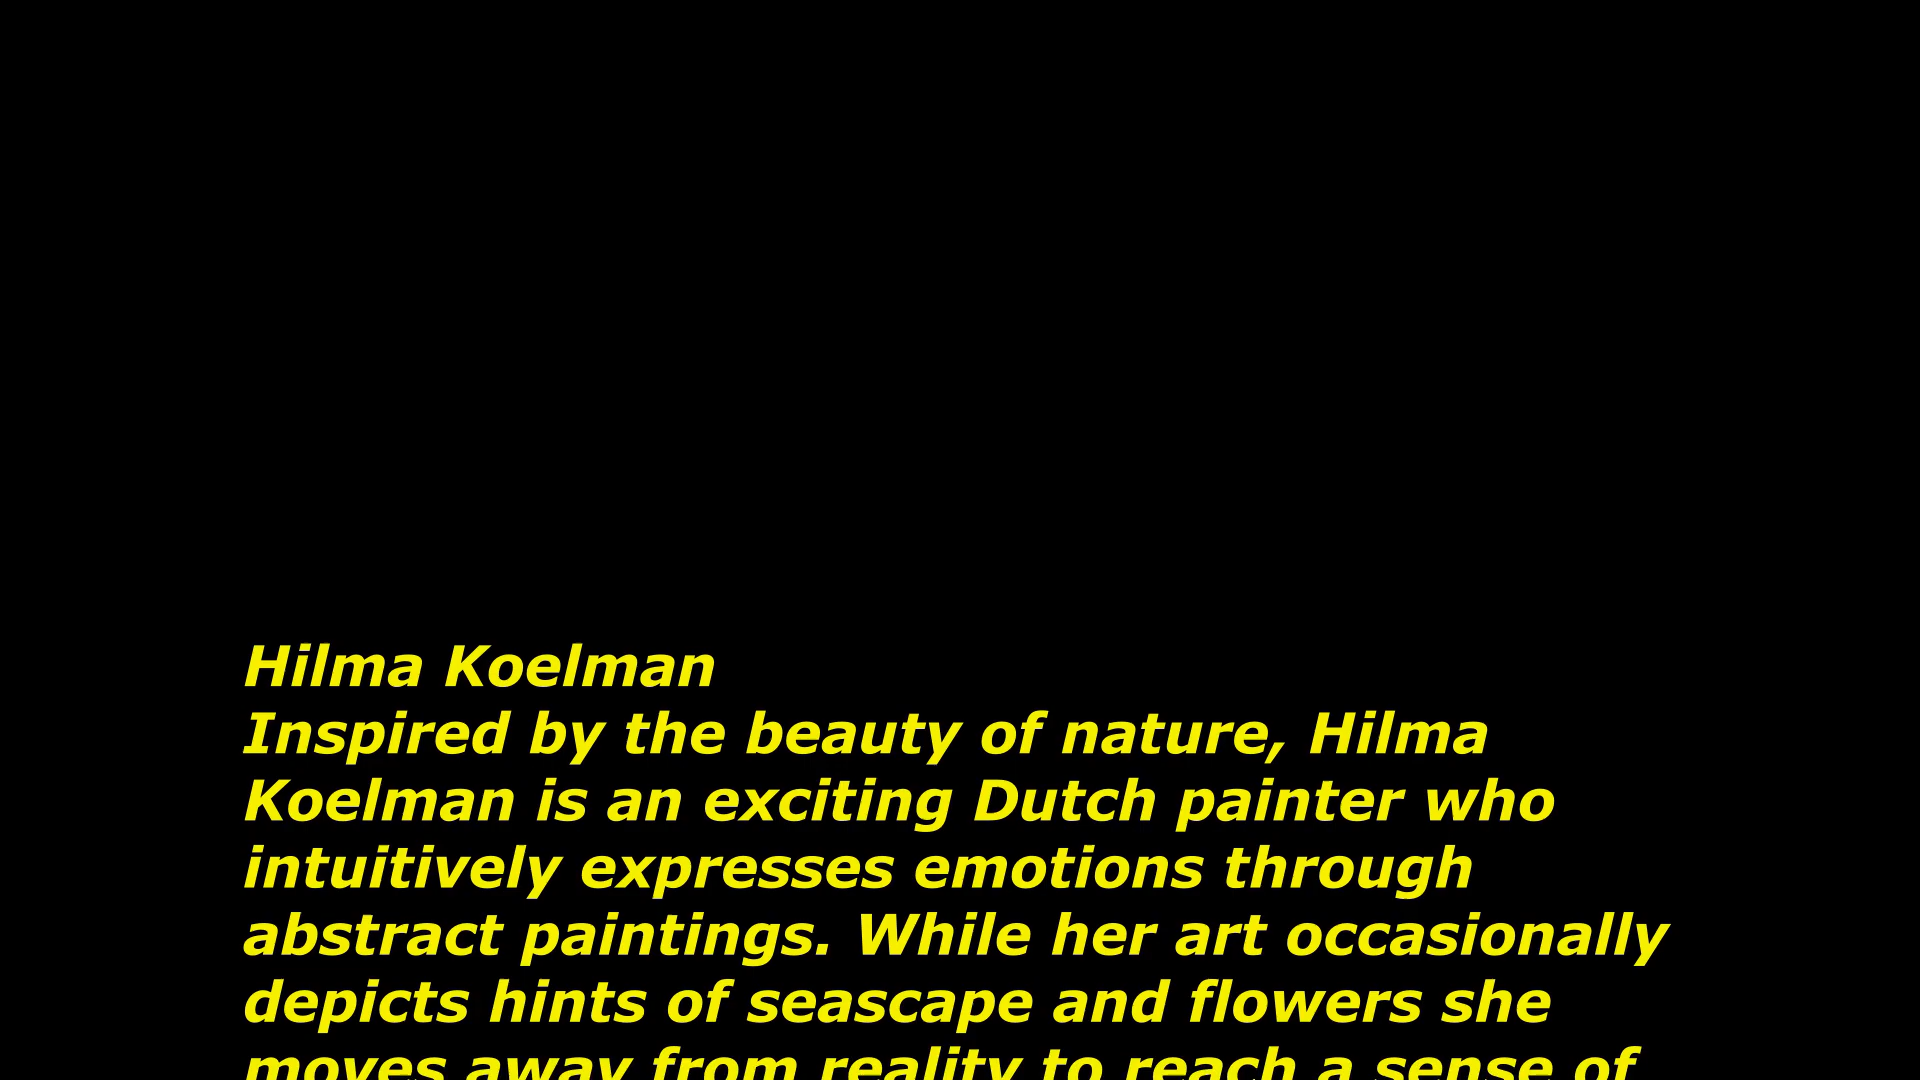 Hilma Koelman
Inspired by the beauty of nature, Hilma
Koelman is an exciting Dutch painter who
intuitively expresses emotions through
abstract paintings. While her art occasionally
depicts hints of seascape and flowers she
moves away from reality to reach a sense of